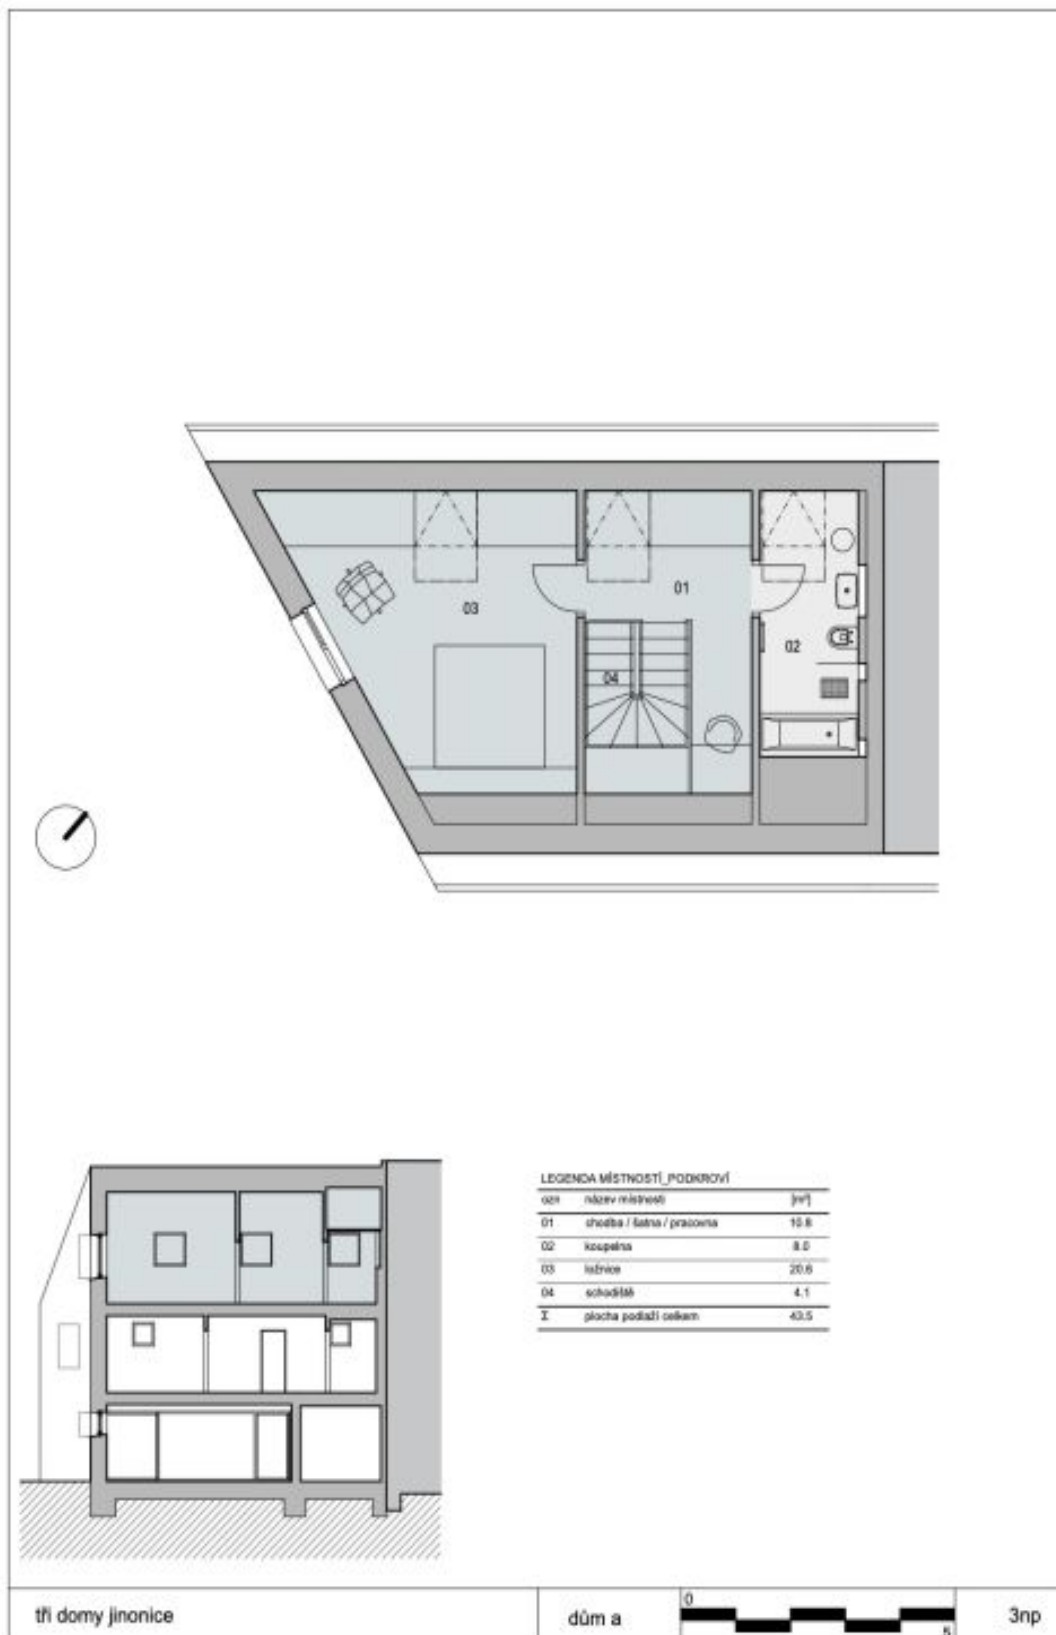 03
01
02
04
LEGENDA MÍSTNOSTÍ_PODKROVÍ
ozn název místnosti [m²]
01 chodba / šatna / pracovna 10.8
02 koupelna 8.0
03 ložnice 20.6
04 schodiště 4.1
Σ plocha podlaží celkem 43.5
tři domy jinonice
dům a
0
5
3np